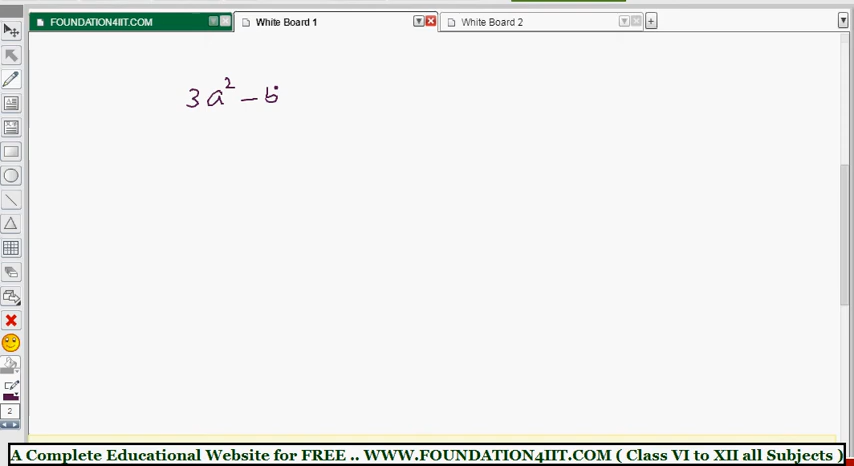 FOUNDATION4IIT.COM
White Board 1
White Board 2
3a² – b
2
A Complete Educational Website for FREE .. WWW.FOUNDATION4IIT.COM ( Class VI to XII all Subjects )